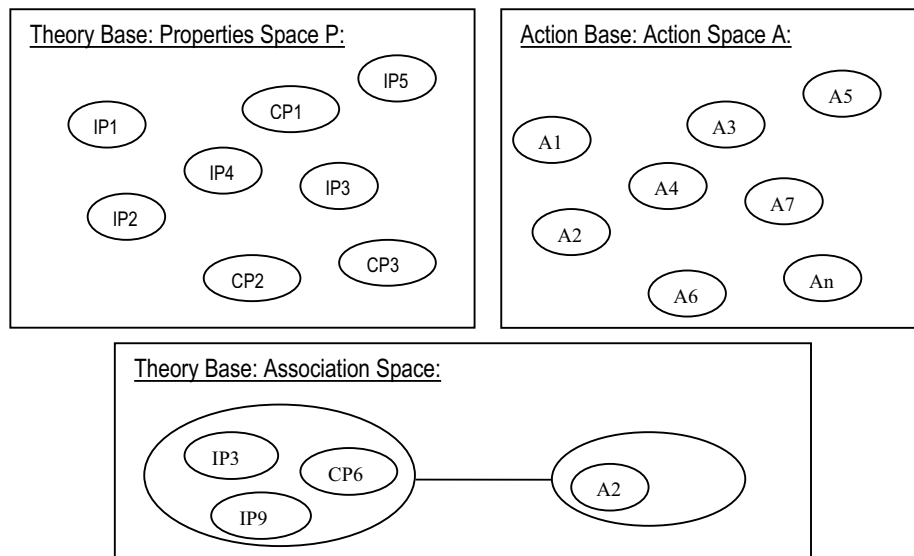 Theory Base: Properties Space P:
IP5
CP1
IP1
IP4
IP3
IP2
CP3
CP2
Action Base: Action Space A:
A5
A3
A1
A4
A7
A2
An
A6
Theory Base: Association Space:
IP3
CP6
IP9
A2